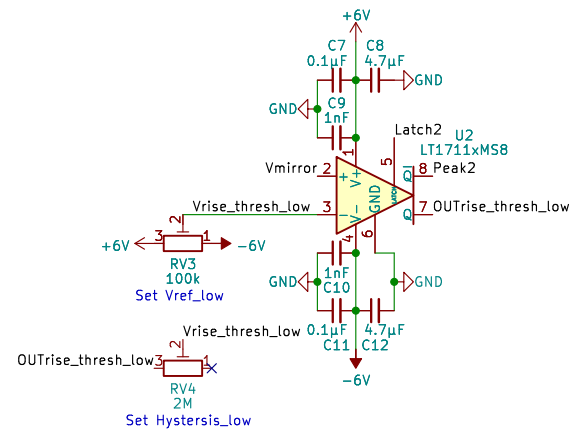 +6V
C7 C8
0.1µF 4.7µF
GND
GND C9
1nF
Latch2
U2
LT1711xMS8
1 5
Vmirror 2 + V+ LATCH Q 8 Peak2
Vrise_thresh_low 3 − V- GND Q 7 OUTrise_thresh_low
2 4 6
+6V 3 1 -6V
RV3
100k
Set Vref_low
1nF
GND C10 GND
0.1µF 4.7µF
C11 C12
-6V
Vrise_thresh_low
2
OUTrise_thresh_low 3 1
RV4
2M
Set Hystersis_low